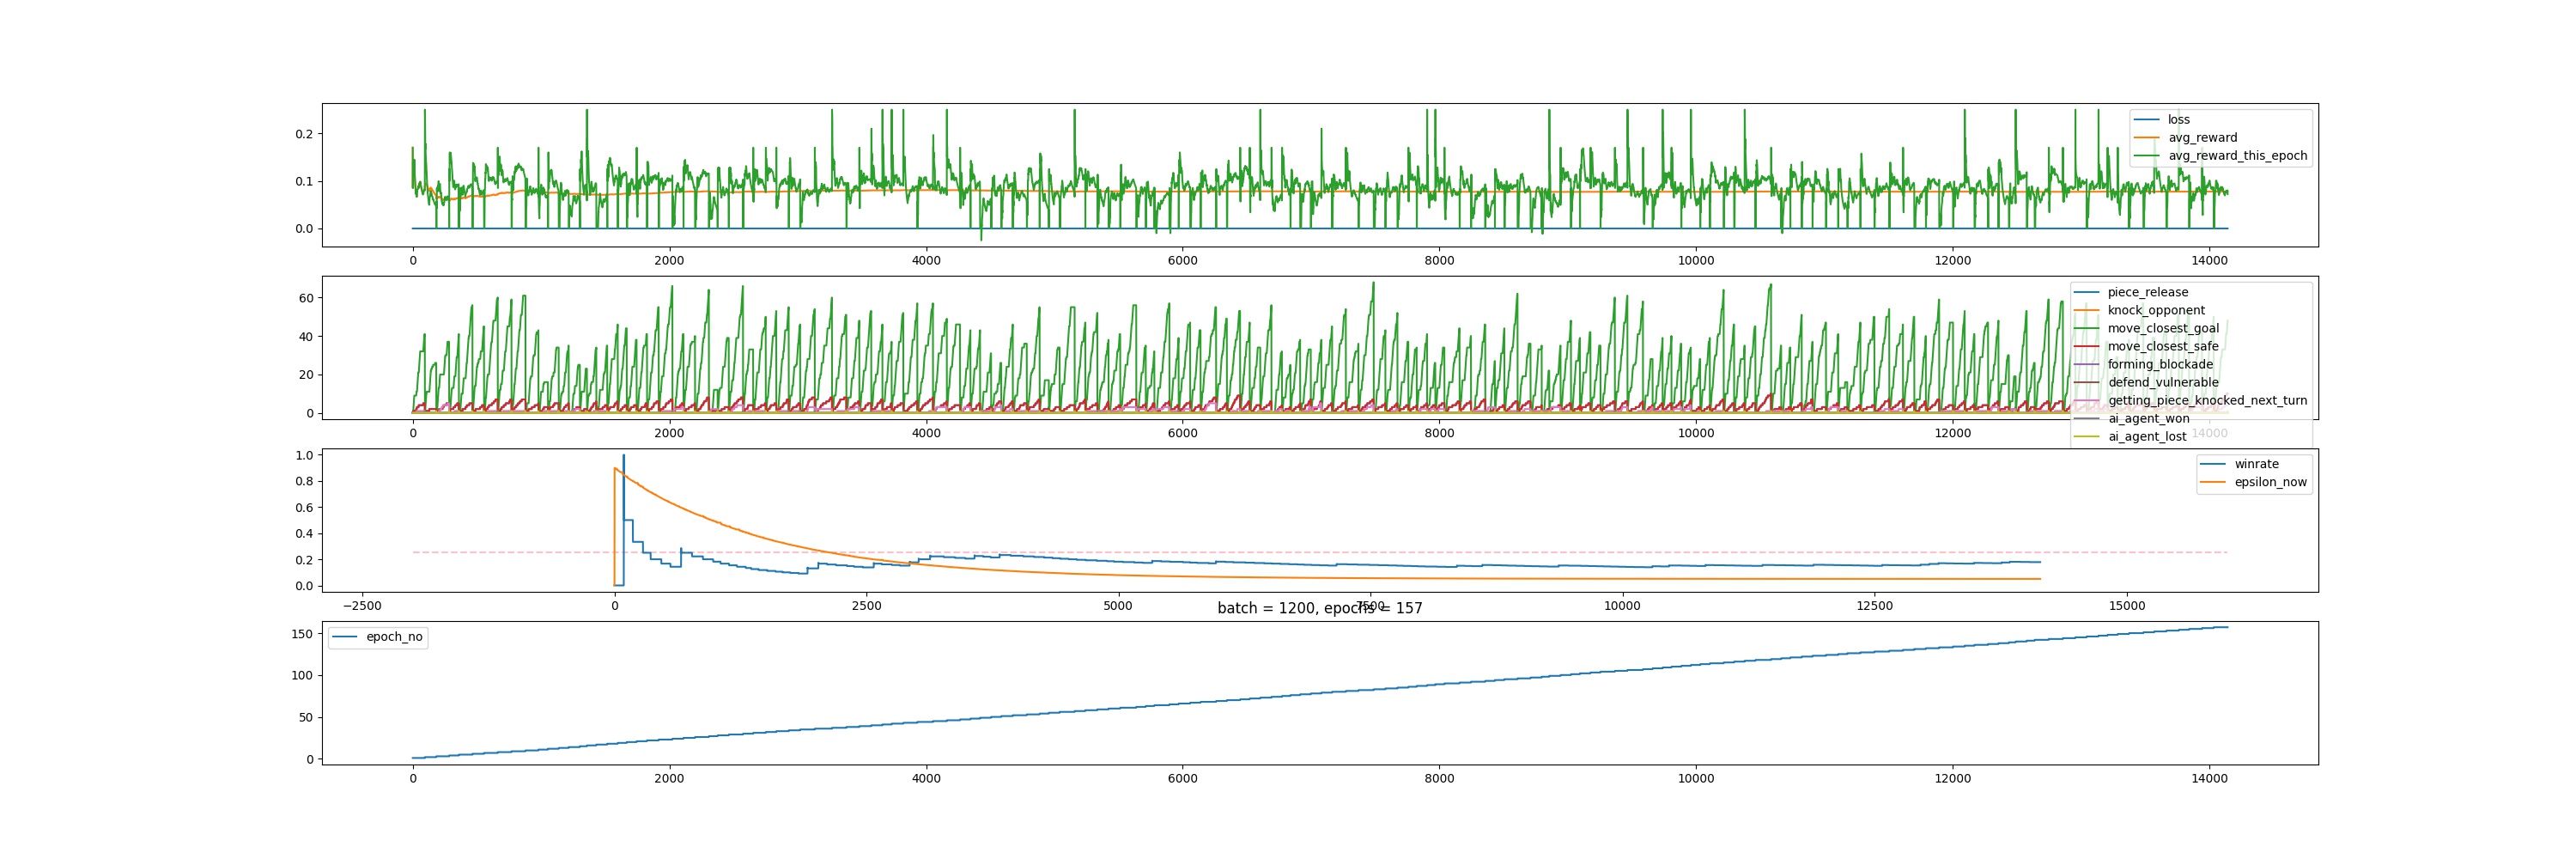 0.2
0.1
0.0
loss
avg_reward
avg_reward_this_epoch
0 2000 4000 6000 8000 10000 12000 14000
60
40
20
0
piece_release
knock_opponent
move_closest_goal
move_closest_safe
forming_blockade
defend_vulnerable
getting_piece_knocked_next_turn
ai_agent_won
ai_agent_lost
0 2000 4000 6000 8000 10000 12000 14000
1.0
0.8
0.6
0.4
0.2
0.0
winrate
epsilon_now
−2500 0 2500 5000 7500 10000 12500 15000
batch = 1200, epochs = 157
150
100
50
0
epoch_no
0 2000 4000 6000 8000 10000 12000 14000